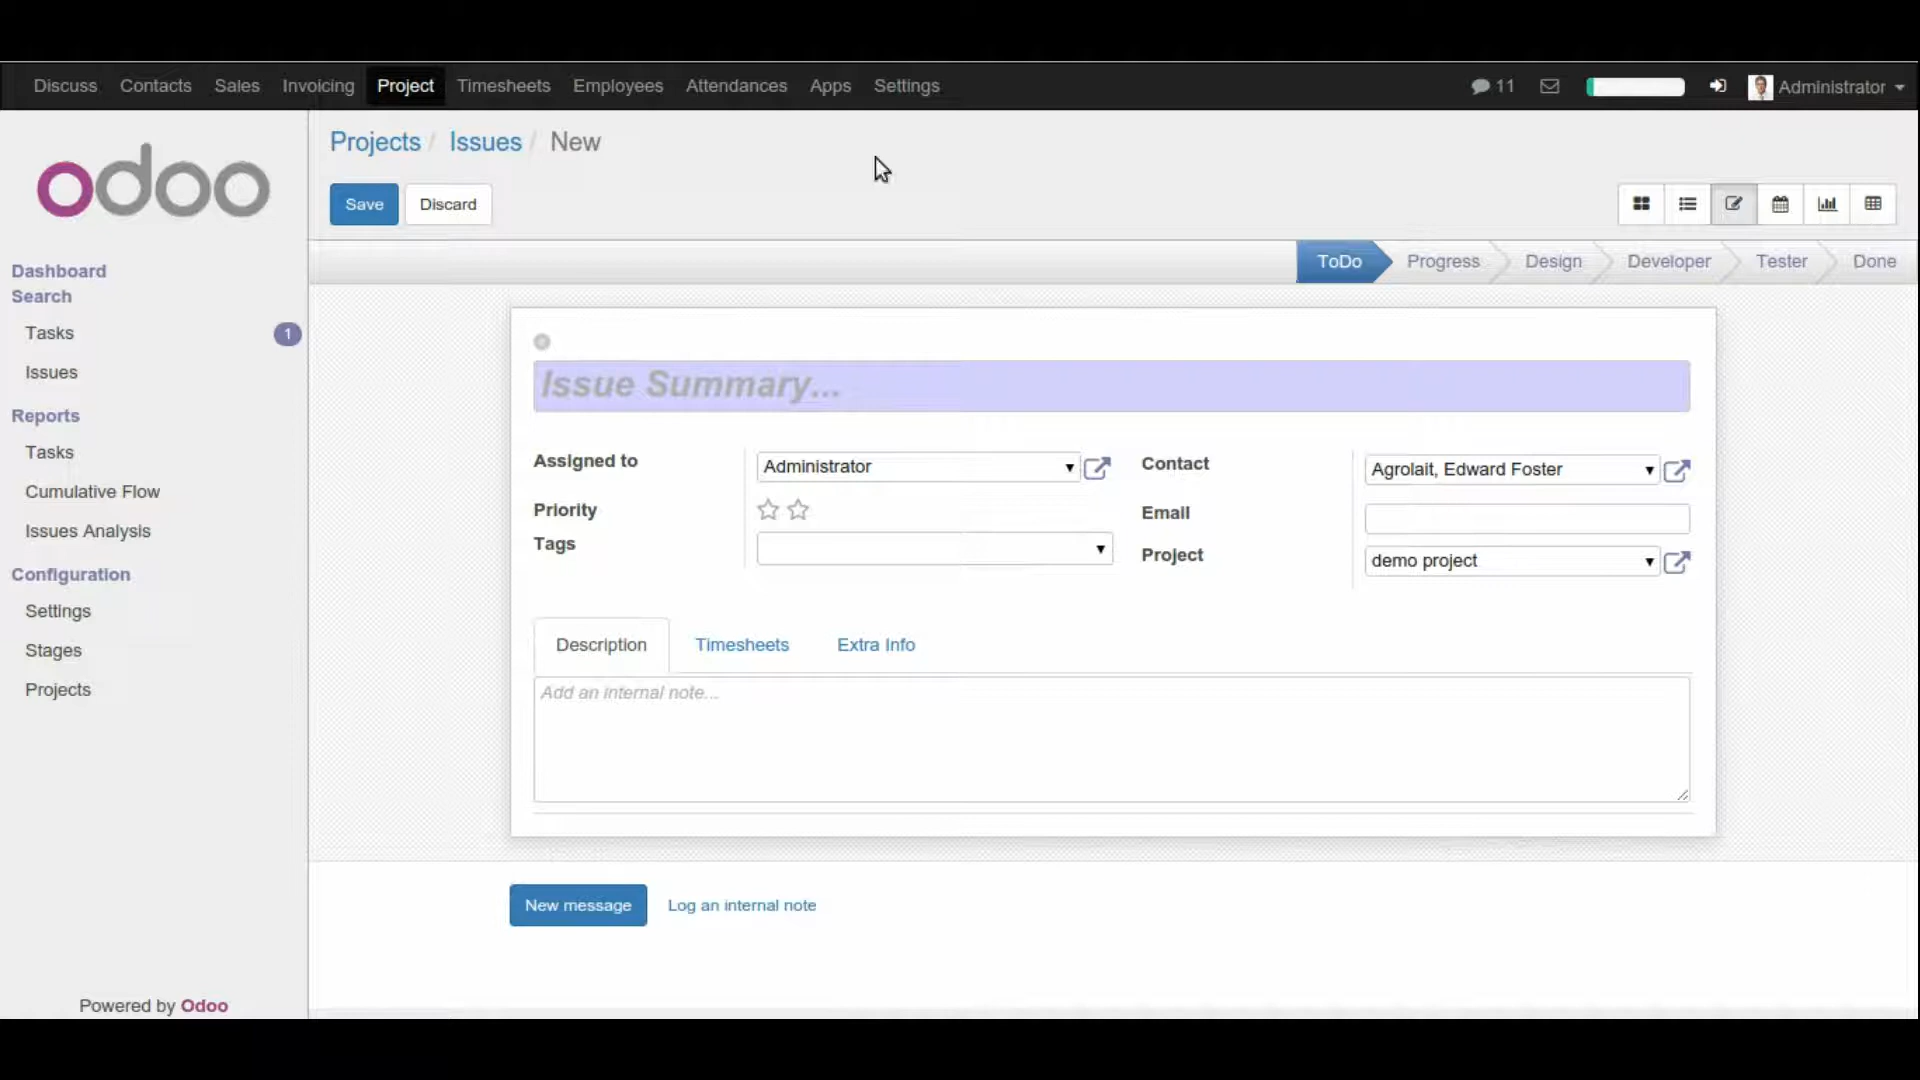 Discuss Contacts Sales Invoicing Project Timesheets Employees Attendances Apps Settings 11 Administrator
odoo
Dashboard
Search
Tasks 1
Issues
Reports
Tasks
Cumulative Flow
Issues Analysis
Configuration
Settings
Stages
Projects
Powered by Odoo
Projects / Issues / New
Save Discard
ToDo Progress Design Developer Tester Done
Issue Summary...
Assigned to Administrator
Priority
Tags
Contact Agrolait, Edward Foster
Email
Project demo project
Description Timesheets Extra Info
Add an internal note...
New message Log an internal note